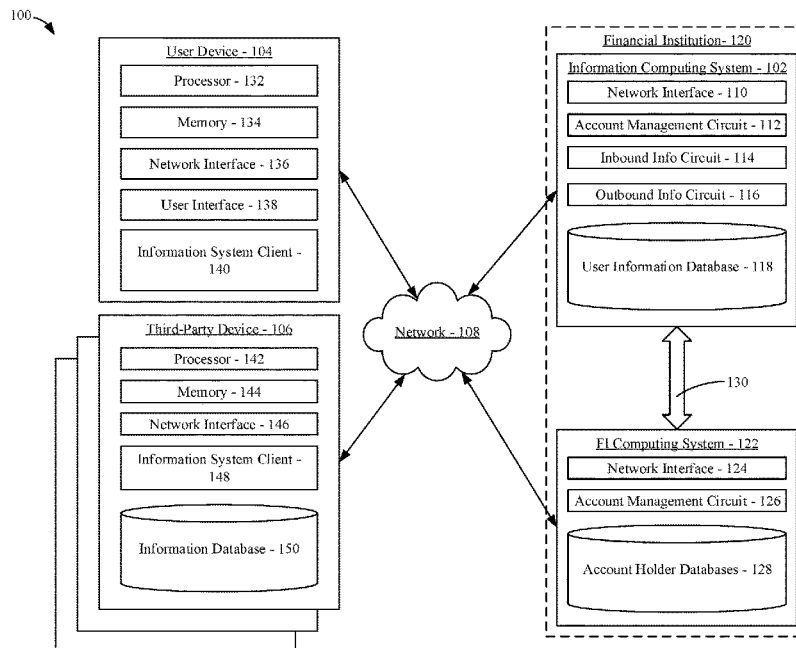 100
User Device - 104
Processor - 132
Memory - 134
Network Interface - 136
User Interface - 138
Information System Client -
140
Third-Party Device - 106
Processor - 142
Memory - 144
Network Interface - 146
Information System Client -
148
Information Database - 150
Network - 108
Financial Institution- 120
Information Computing System - 102
Network Interface - 110
Account Management Circuit - 112
Inbound Info Circuit - 114
Outbound Info Circuit - 116
User Information Database - 118
130
FI Computing System - 122
Network Interface - 124
Account Management Circuit - 126
Account Holder Databases - 128